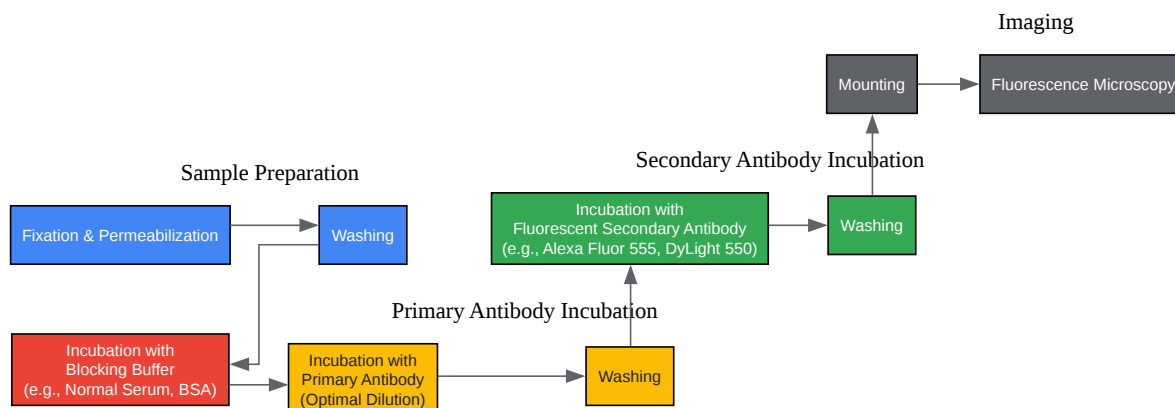 Imaging
Mounting
Fluorescence Microscopy
Secondary Antibody Incubation
Sample Preparation
Fixation & Permeabilization
Washing
Incubation with
Fluorescent Secondary Antibody
(e.g., Alexa Fluor 555, DyLight 550)
Washing
Primary Antibody Incubation
Incubation with
Blocking Buffer
(e.g., Normal Serum, BSA)
Incubation with
Primary Antibody
(Optimal Dilution)
Washing